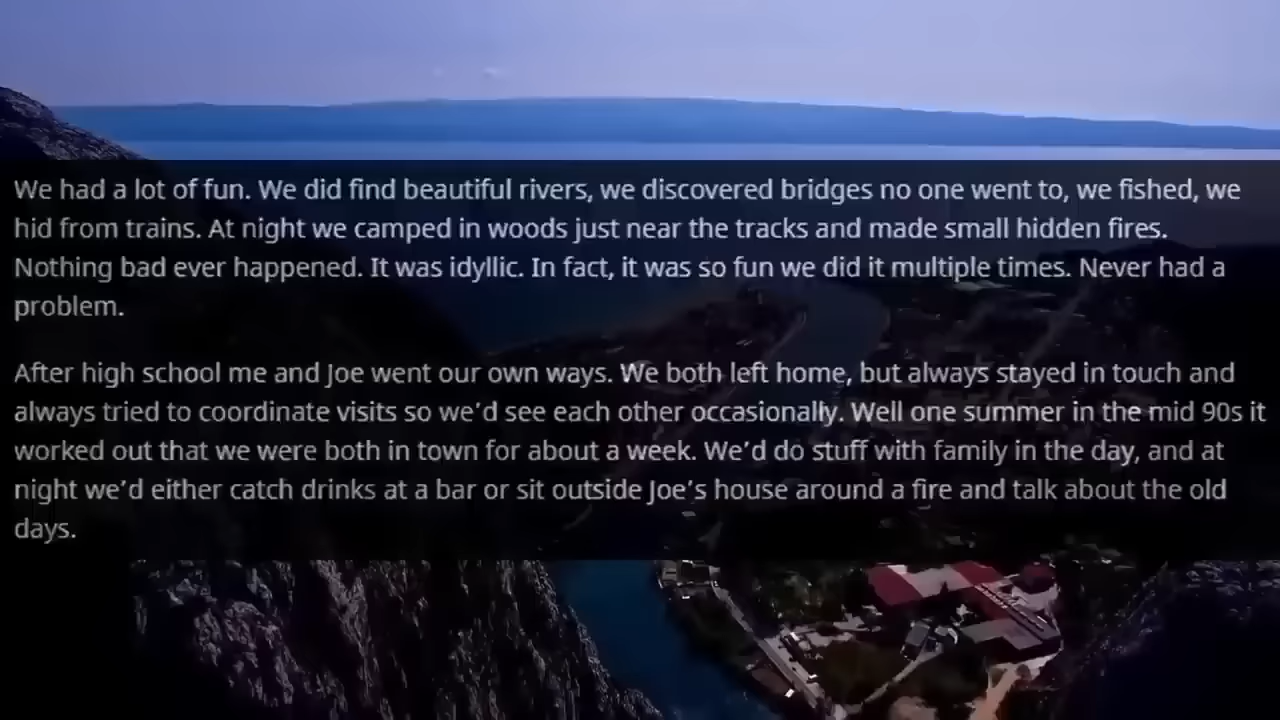 We had a lot of fun. We did find beautiful rivers, we discovered bridges no one went to, we fished, we
hid from trains. At night we camped in woods just near the tracks and made small hidden fires.
Nothing bad ever happened. It was idyllic. In fact, it was so fun we did it multiple times. Never had a
problem.
After high school me and Joe went our own ways. We both left home, but always stayed in touch and
always tried to coordinate visits so we’d see each other occasionally. Well one summer in the mid 90s it
worked out that we were both in town for about a week. We’d do stuff with family in the day, and at
night we’d either catch drinks at a bar or sit outside Joe’s house around a fire and talk about the old
days.